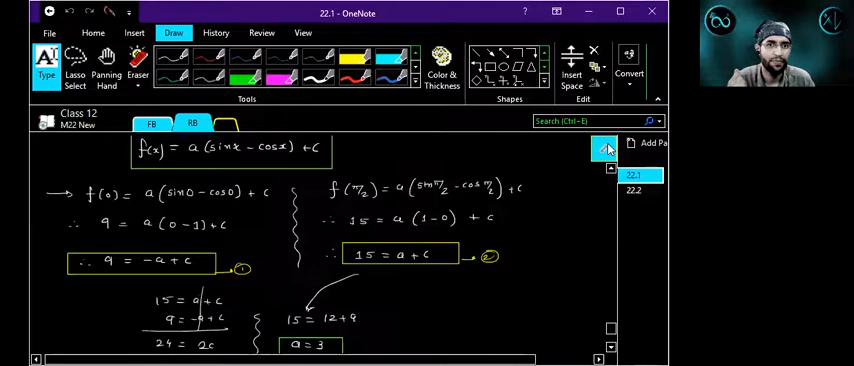 22.1 - OneNote
?
File Home Insert Draw History Review View
Type
Lasso Select
Panning Hand
Eraser
Color & Thickness
Insert Space
Convert
Tools
Shapes
Edit
Class 12
M22 New
FB
RB
Search (Ctrl+E)
Add Pa
22.1
22.2
f(x) = a (sinx - cosx) + c
→ f(0) = a (sin0 - cos0) + c
∴ 9 = a (0-1) + c
∴ 9 = -a + c → ①
f(π/2) = a (sin π/2 - cos π/2) + c
∴ 15 = a (1-0) + c
∴ 15 = a + c → ②
15 = a + c
9 = -a + c
24 = 2c
15 = 12 + a
a = 3